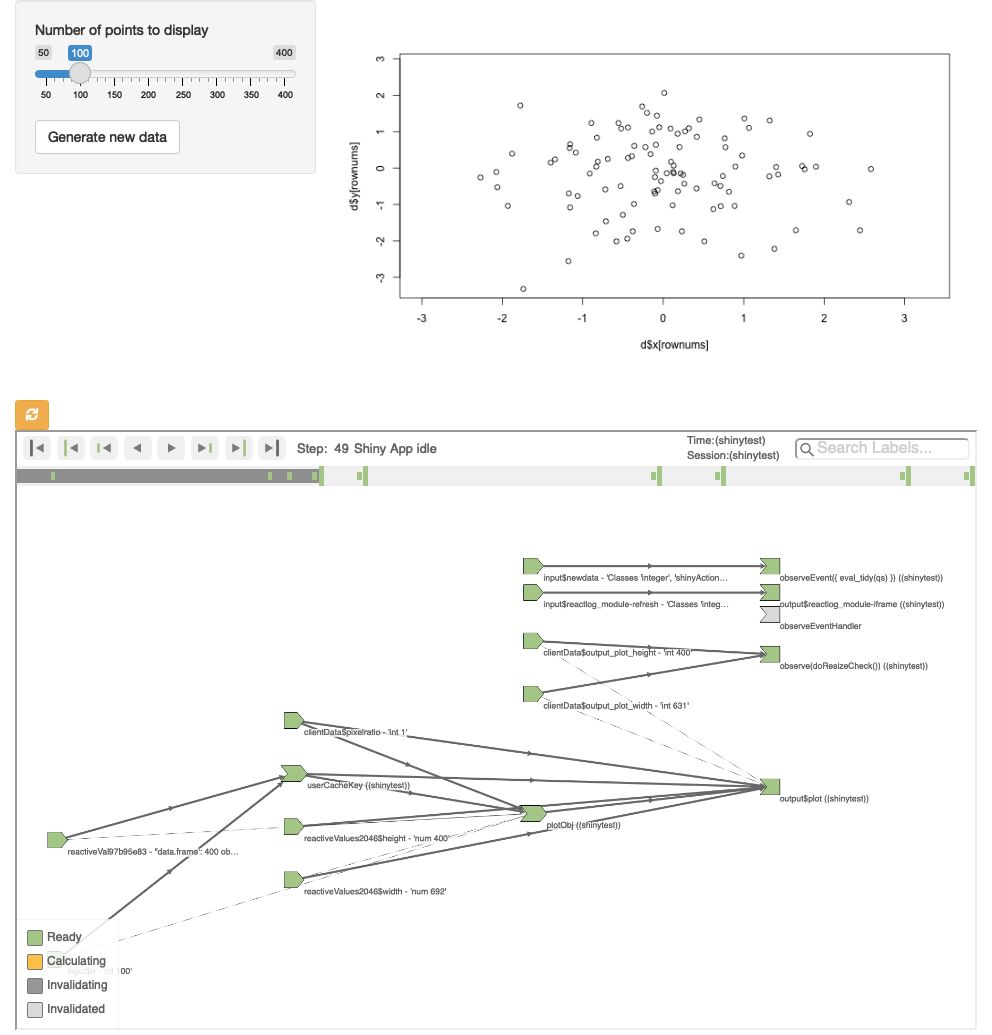 Number of points to display
50 100 400
50 100 150 200 250 300 350 400
Generate new data
3
2
1
0
-1
-2
-3
d$y[rownums]
-3 -2 -1 0 1 2 3
d$x[rownums]
Step: 49 Shiny App idle
Time:(shinytest)
Session:(shinytest)
Search Labels...
input$newdata - 'Classes 'integer', 'shinyAction...
observeEvent({ eval_tidy(qs) }) ((shinytest))
input$reactlog_module-refresh - 'Classes 'integ...
output$reactlog_module-iframe ((shinytest))
observeEventHandler
clientData$output_plot_height - 'int 400'
observe(doResizeCheck()) ((shinytest))
clientData$output_plot_width - 'int 631'
clientData$pixelratio - 'int 1'
userCacheKey ((shinytest))
output$plot ((shinytest))
plotObj ((shinytest))
reactiveValues2046$height - 'num 400'
reactiveVal97b95e83 - "data.frame': 400 ob...
reactiveValues2046$width - 'num 692'
Ready
Calculating
input$n - 'int 100'
Invalidating
Invalidated